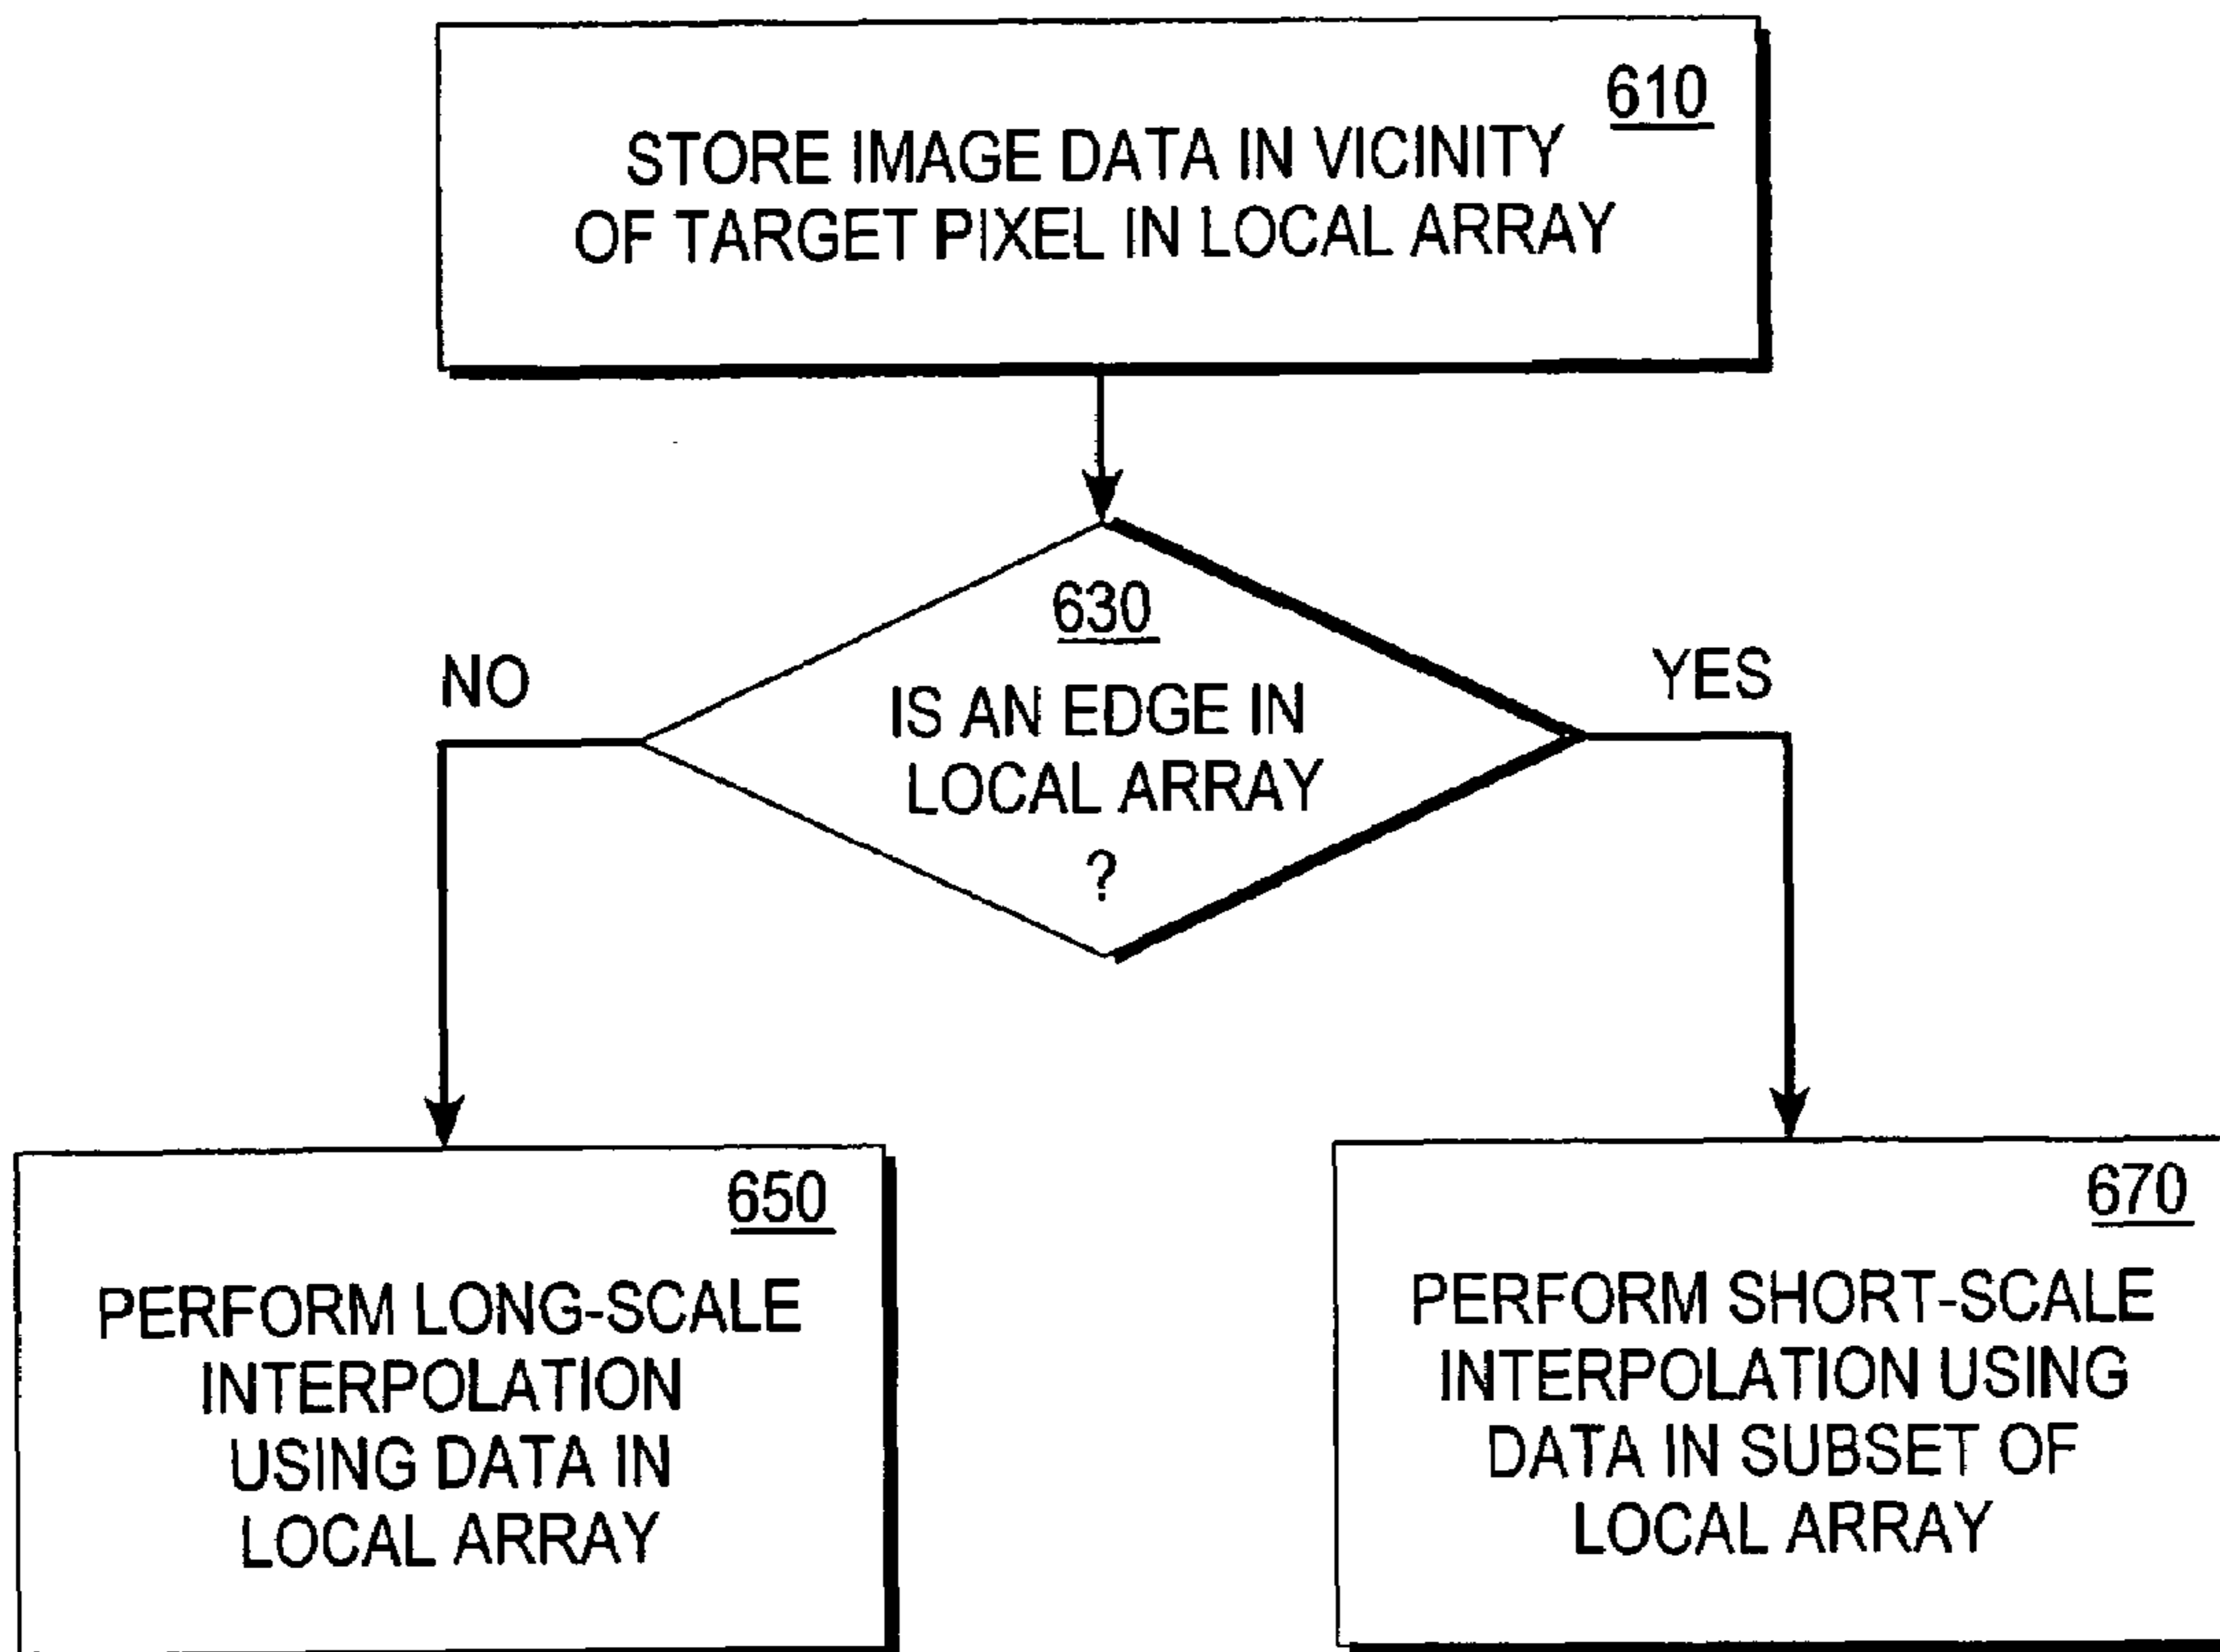 610
STORE IMAGE DATA IN VICINITY
OF TARGET PIXEL IN LOCAL ARRAY
630
IS AN EDGE IN
LOCAL ARRAY
?
NO
YES
650
PERFORM LONG-SCALE
INTERPOLATION
USING DATA IN
LOCAL ARRAY
670
PERFORM SHORT-SCALE
INTERPOLATION USING
DATA IN SUBSET OF
LOCAL ARRAY